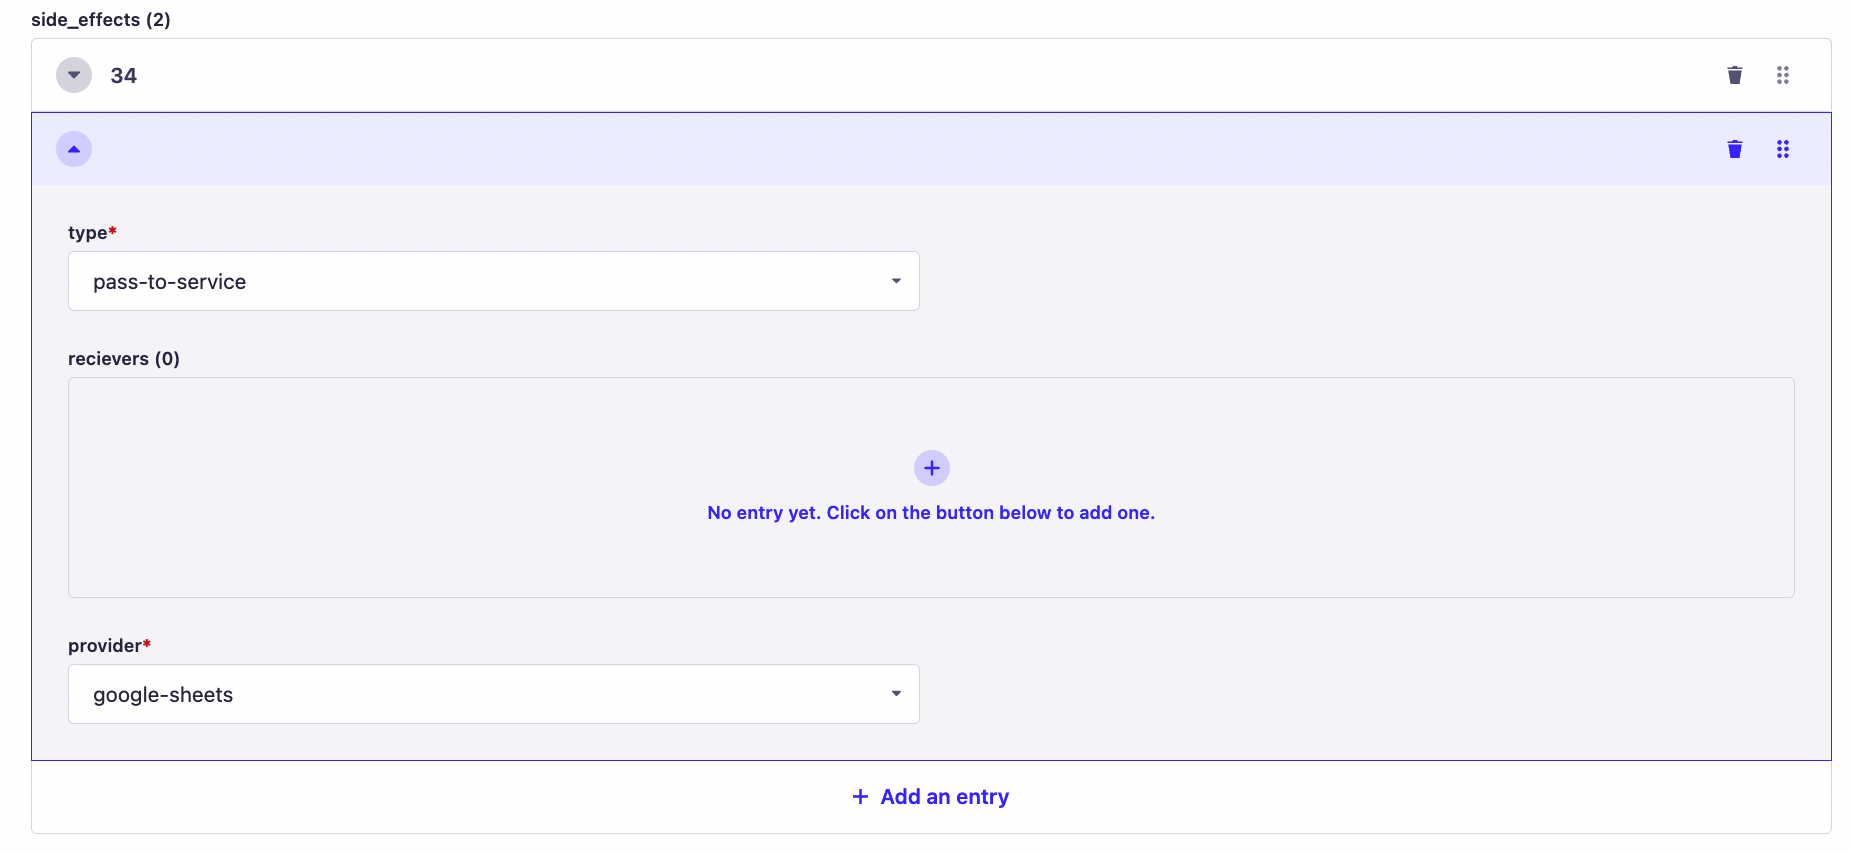 side_effects (2)
34
type*
pass-to-service
recievers (0)
No entry yet. Click on the button below to add one.
provider*
google-sheets
+ Add an entry